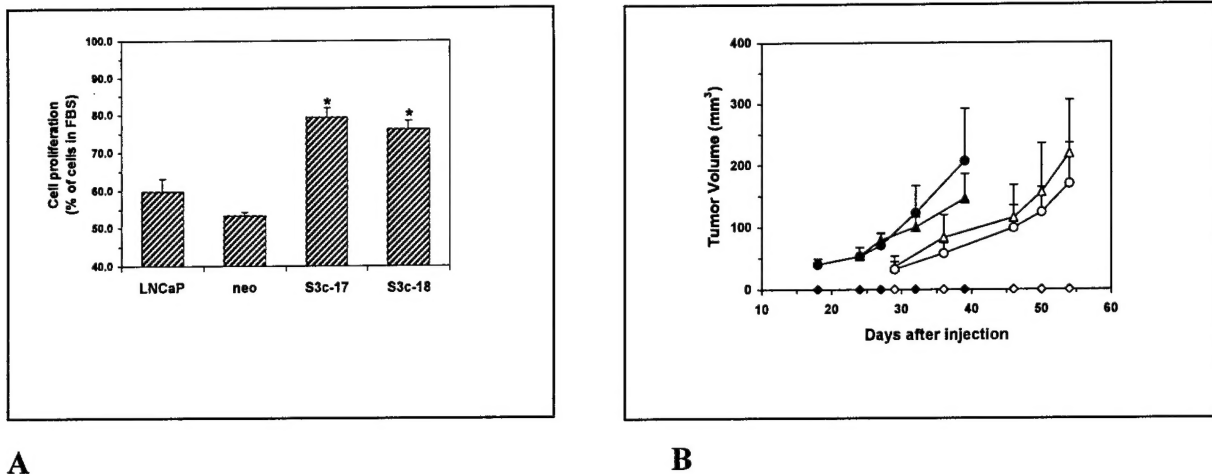 100.0
90.0
80.0
70.0
60.0
50.0
40.0
Cell proliferation
(% of cells in FBS)
*
*
LNCaP neo S3c-17 S3c-18
A
400
300
200
100
0
Tumor Volume (mm³)
10 20 30 40 50 60
Days after injection
B